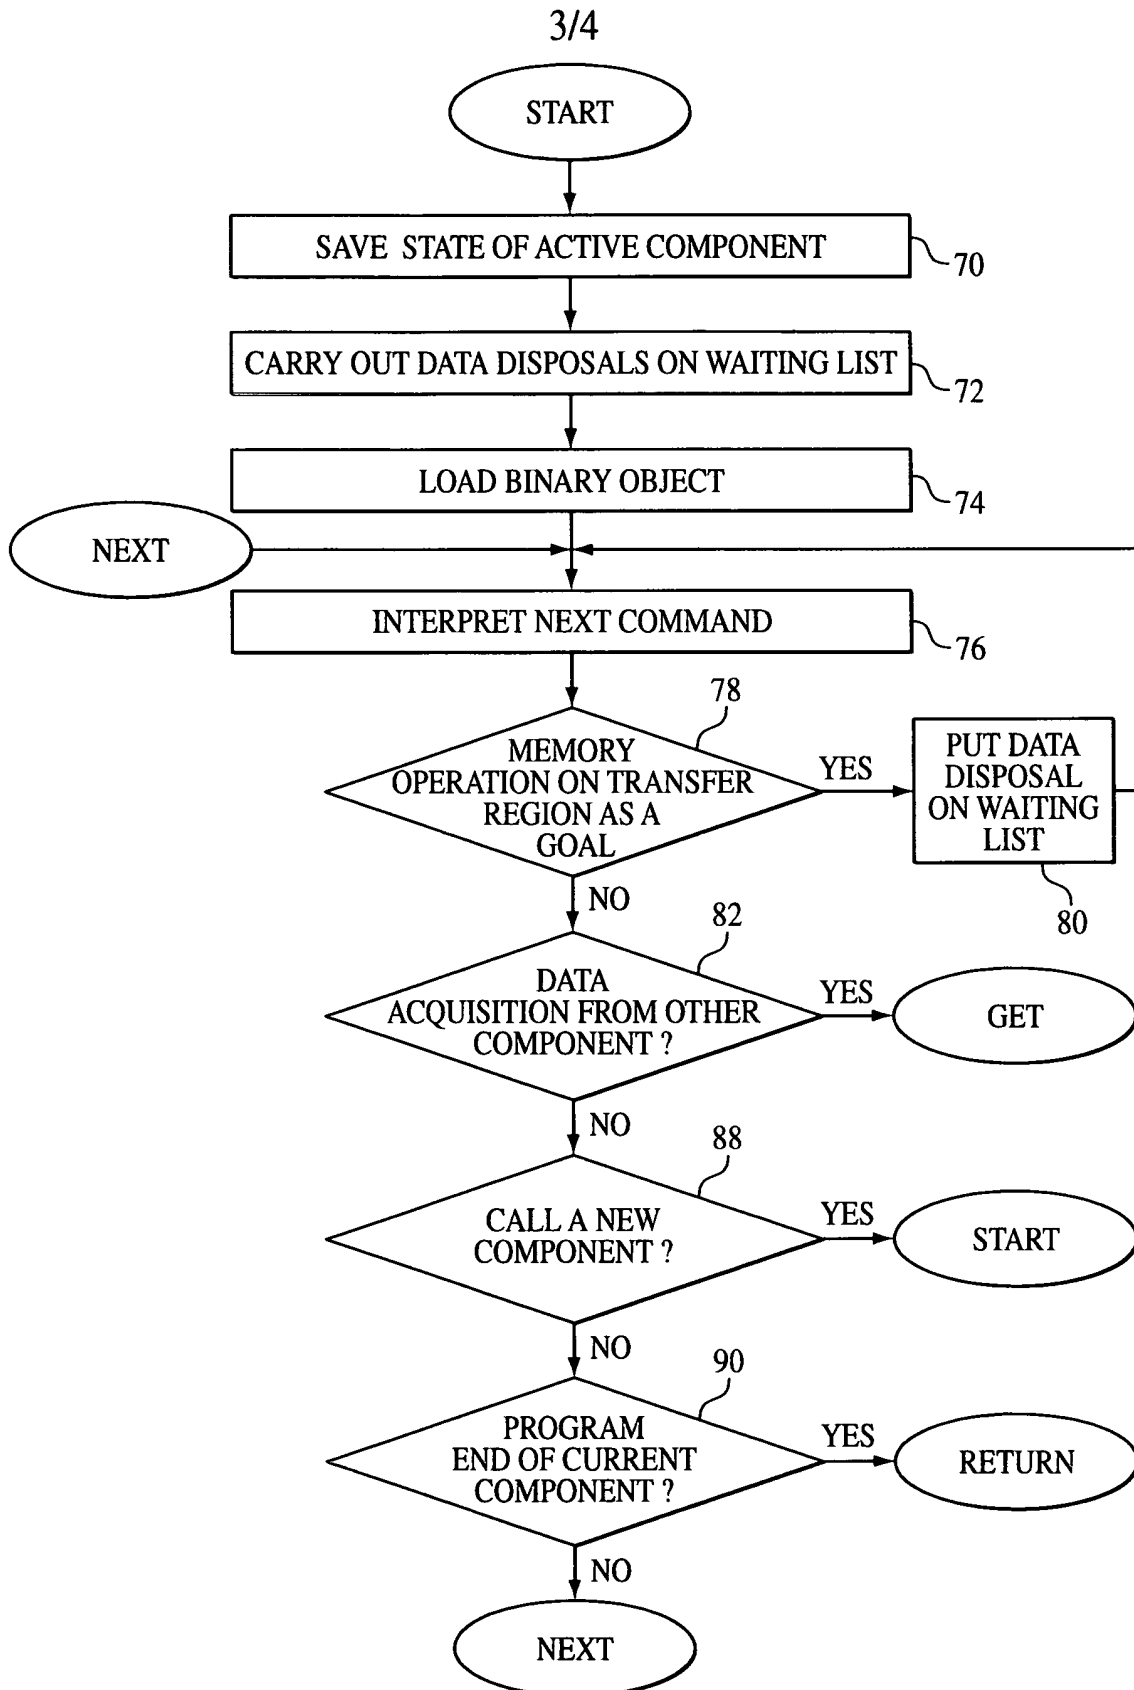 3/4
START
SAVE STATE OF ACTIVE COMPONENT
70
CARRY OUT DATA DISPOSALS ON WAITING LIST
72
LOAD BINARY OBJECT
74
NEXT
INTERPRET NEXT COMMAND
76
78
MEMORY
OPERATION ON TRANSFER
REGION AS A
GOAL
YES
PUT DATA
DISPOSAL
ON WAITING
LIST
80
NO
82
DATA
ACQUISITION FROM OTHER
COMPONENT ?
YES
GET
NO
88
CALL A NEW
COMPONENT ?
YES
START
NO
90
PROGRAM
END OF CURRENT
COMPONENT ?
YES
RETURN
NO
NEXT